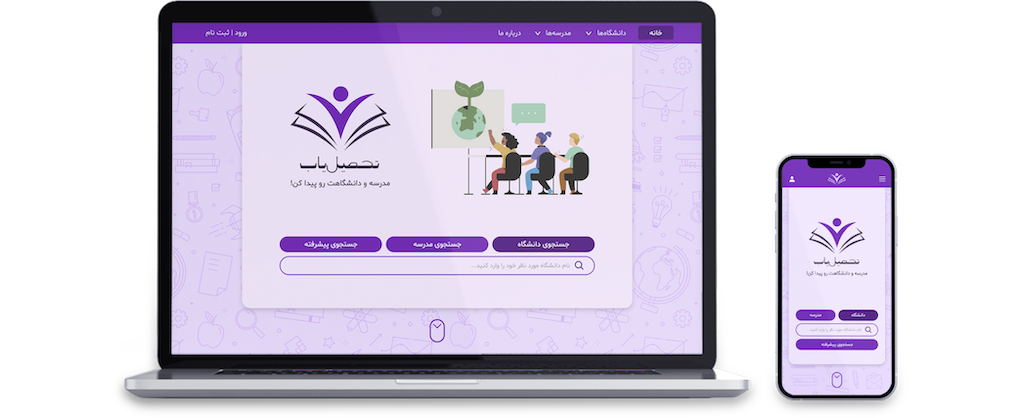 خانه
دانشگاه‌ها
مدرسه‌ها
درباره ما
ورود | ثبت نام
تحصیل‌یاب
مدرسه و دانشگاهت رو پیدا کن!
جستجوی دانشگاه
جستجوی مدرسه
جستجوی پیشرفته
نام دانشگاه مورد نظر خود را وارد کنید...
تحصیل‌یاب
مدرسه و دانشگاهت رو پیدا کن!
دانشگاه
مدرسه
نام دانشگاه مورد نظر خود را وارد کنید...
جستجوی پیشرفته